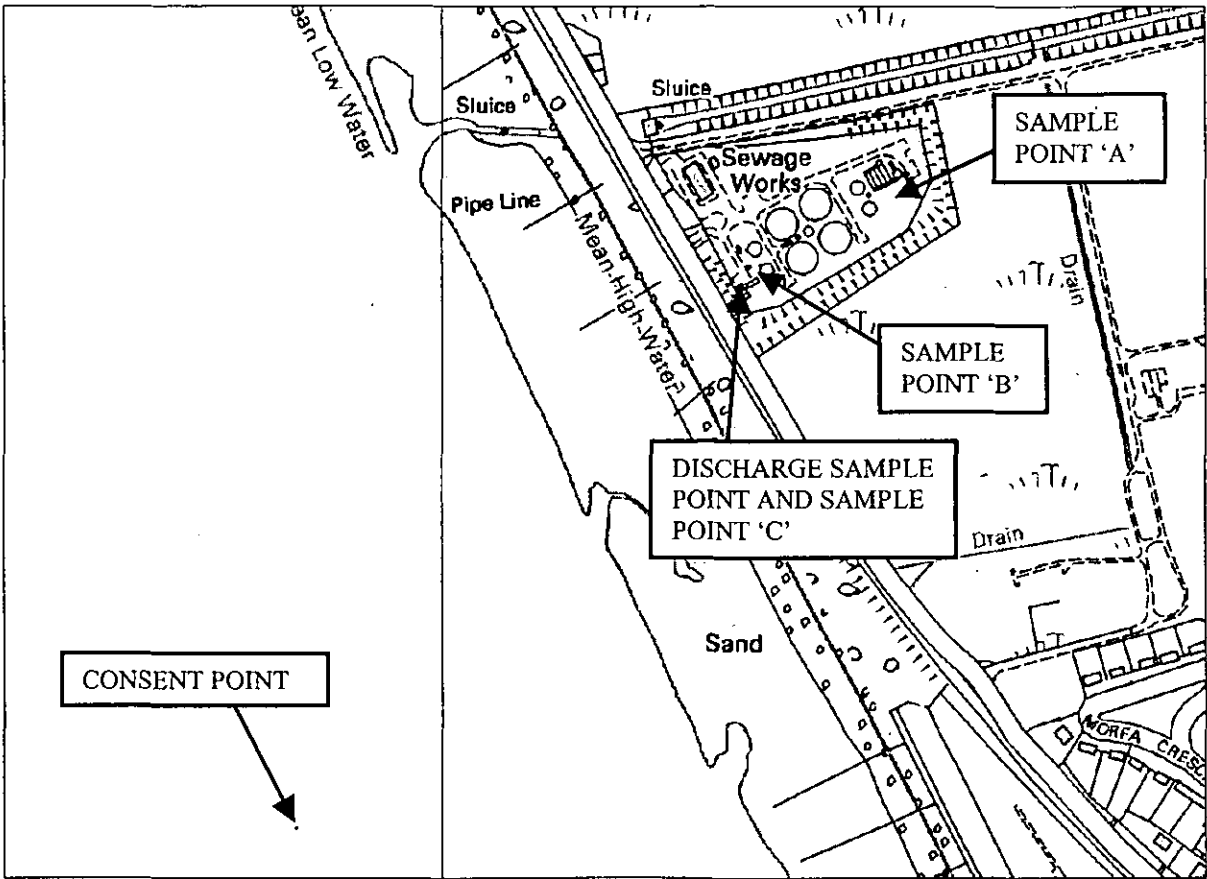 ean Low Water
Sluice
Pipe Line
Mean High Water
Sluice
Sewage
Works
SAMPLE
POINT 'A'
Drain
SAMPLE
POINT 'B'
DISCHARGE SAMPLE
POINT AND SAMPLE
POINT 'C'
Drain
Sand
CONSENT POINT
MORFA CRESC